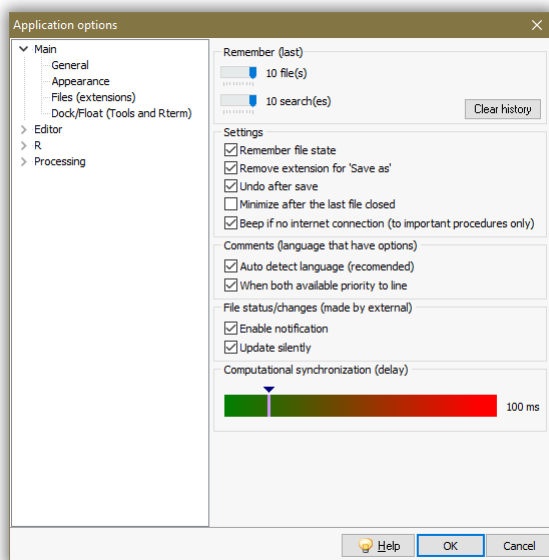 Application options
Main
General
Appearance
Files (extensions)
Dock/Float (Tools and Rterm)
Editor
R
Processing
Remember (last)
10 file(s)
10 search(es)
Clear history
Settings
Remember file state
Remove extension for 'Save as'
Undo after save
Minimize after the last file closed
Beep if no internet connection (to important procedures only)
Comments (language that have options)
Auto detect language (recomended)
When both available priority to line
File status/changes (made by external)
Enable notification
Update silently
Computational synchronization (delay)
100 ms
Help
OK
Cancel